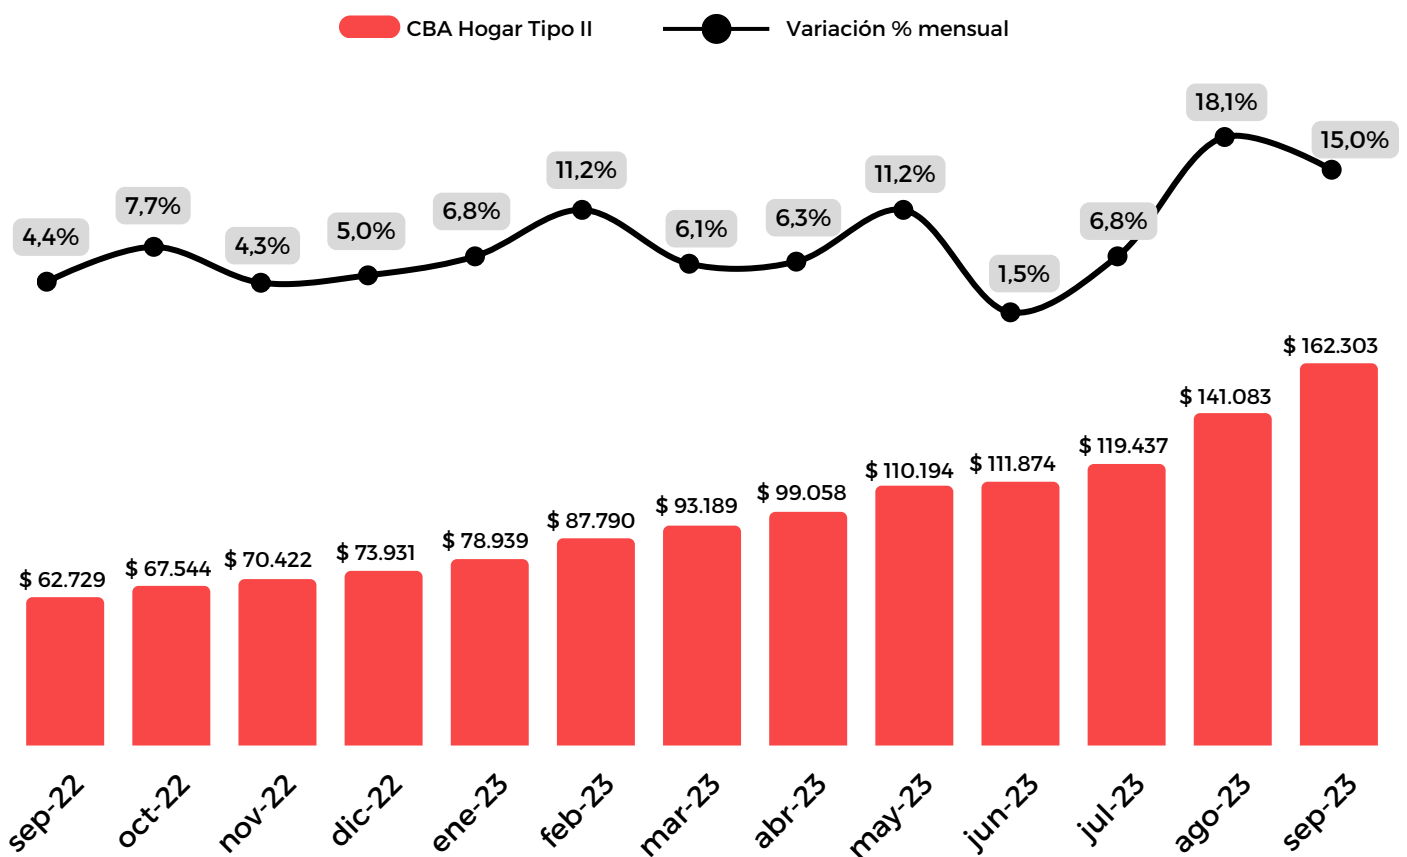 CBA Hogar Tipo II
Variación % mensual
4,4%
7,7%
4,3%
5,0%
6,8%
11,2%
6,1%
6,3%
11,2%
1,5%
6,8%
18,1%
15,0%
$ 62.729
$ 67.544
$ 70.422
$ 73.931
$ 78.939
$ 87.790
$ 93.189
$ 99.058
$ 110.194
$ 111.874
$ 119.437
$ 141.083
$ 162.303
sep-22
oct-22
nov-22
dic-22
ene-23
feb-23
mar-23
abr-23
may-23
jun-23
jul-23
ago-23
sep-23